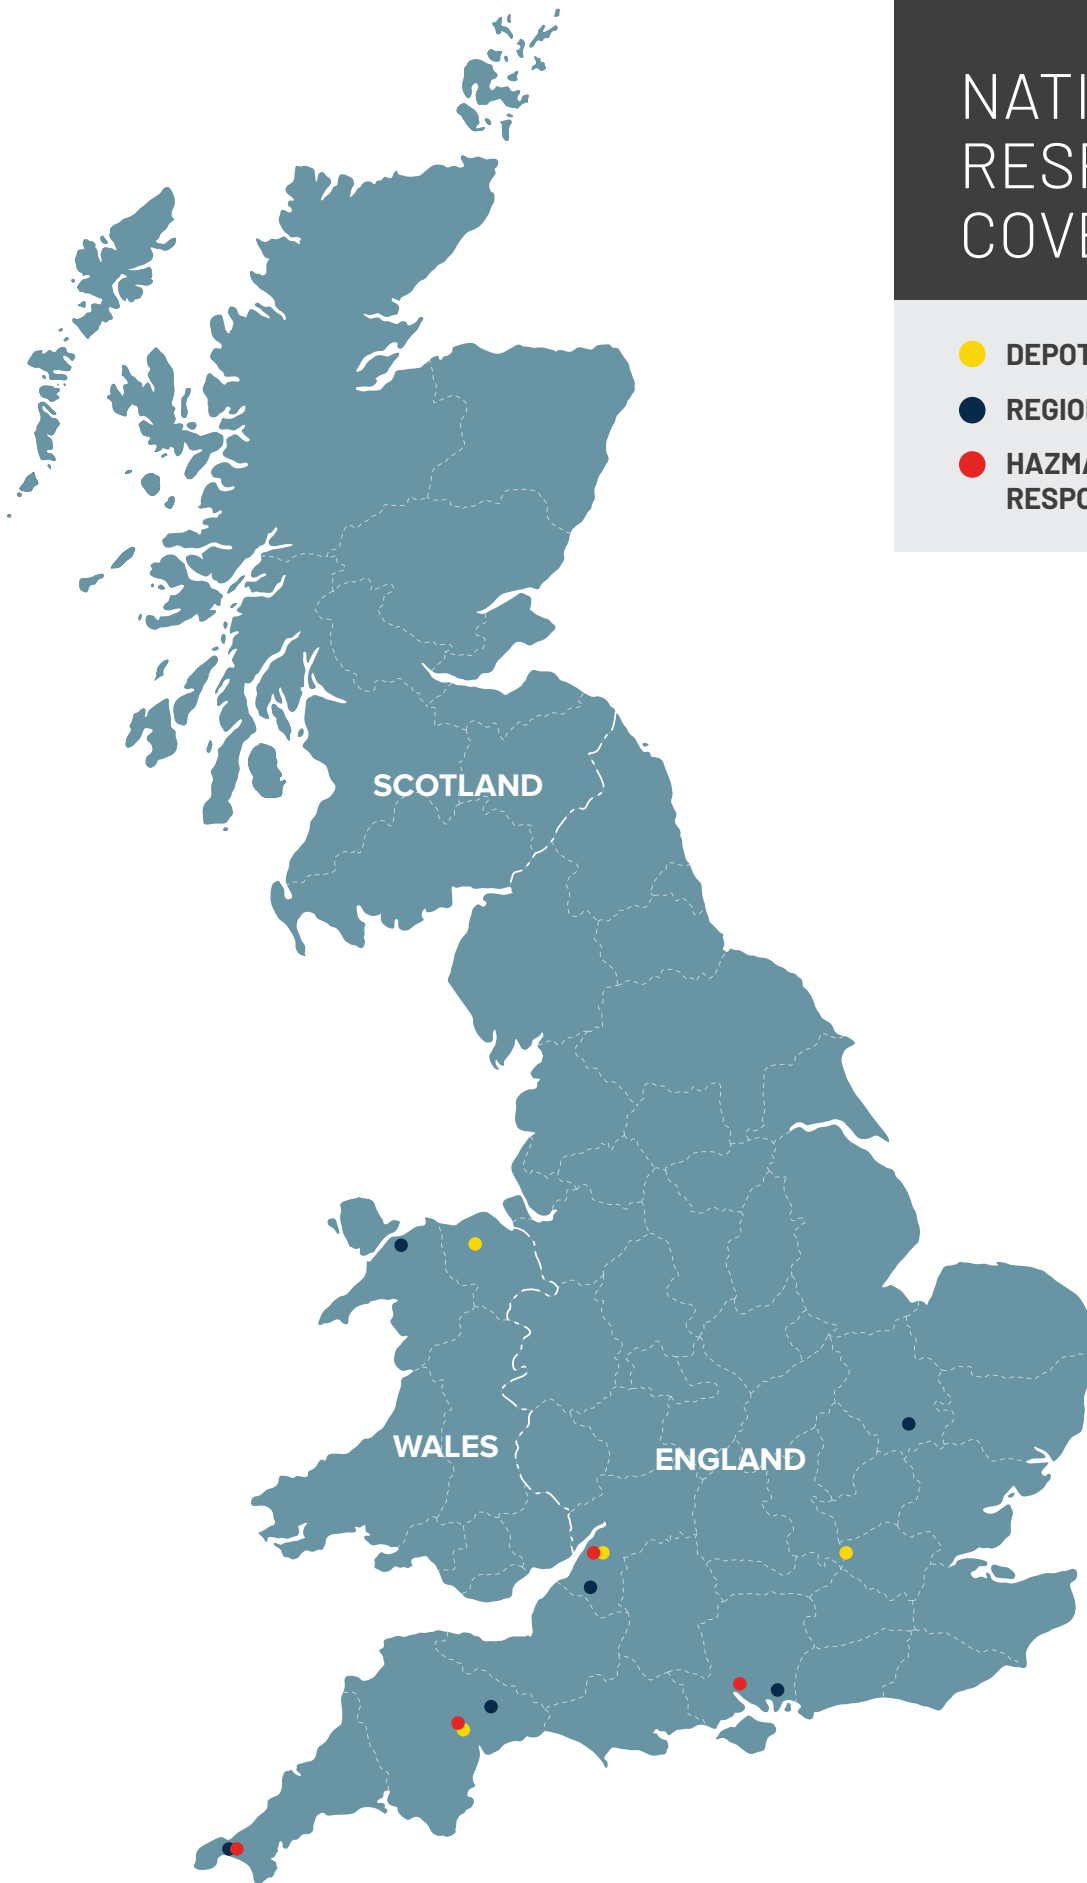 NATI
RESP
COVE
DEPOT
REGIO
HAZMA
RESPO
SCOTLAND
WALES
ENGLAND